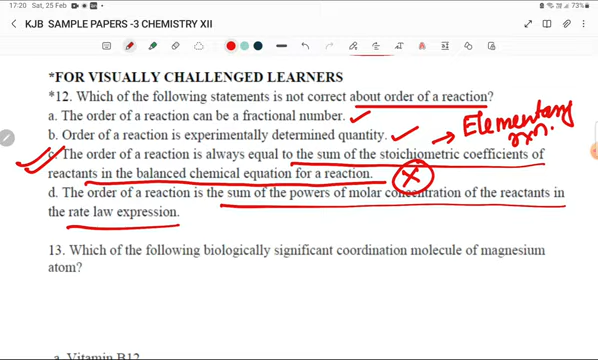 17:20 Sat, 25 Feb
73%
KJB SAMPLE PAPERS -3 CHEMISTRY XII
*FOR VISUALLY CHALLENGED LEARNERS
*12. Which of the following statements is not correct about order of a reaction?
a. The order of a reaction can be a fractional number.
Elementary
b. Order of a reaction is experimentally determined quantity.
rxn.
c. The order of a reaction is always equal to the sum of the stoichiometric coefficients of
reactants in the balanced chemical equation for a reaction.
d. The order of a reaction is the sum of the powers of molar concentration of the reactants in
the rate law expression.
13. Which of the following biologically significant coordination molecule of magnesium
atom?
a. Vitamin B12